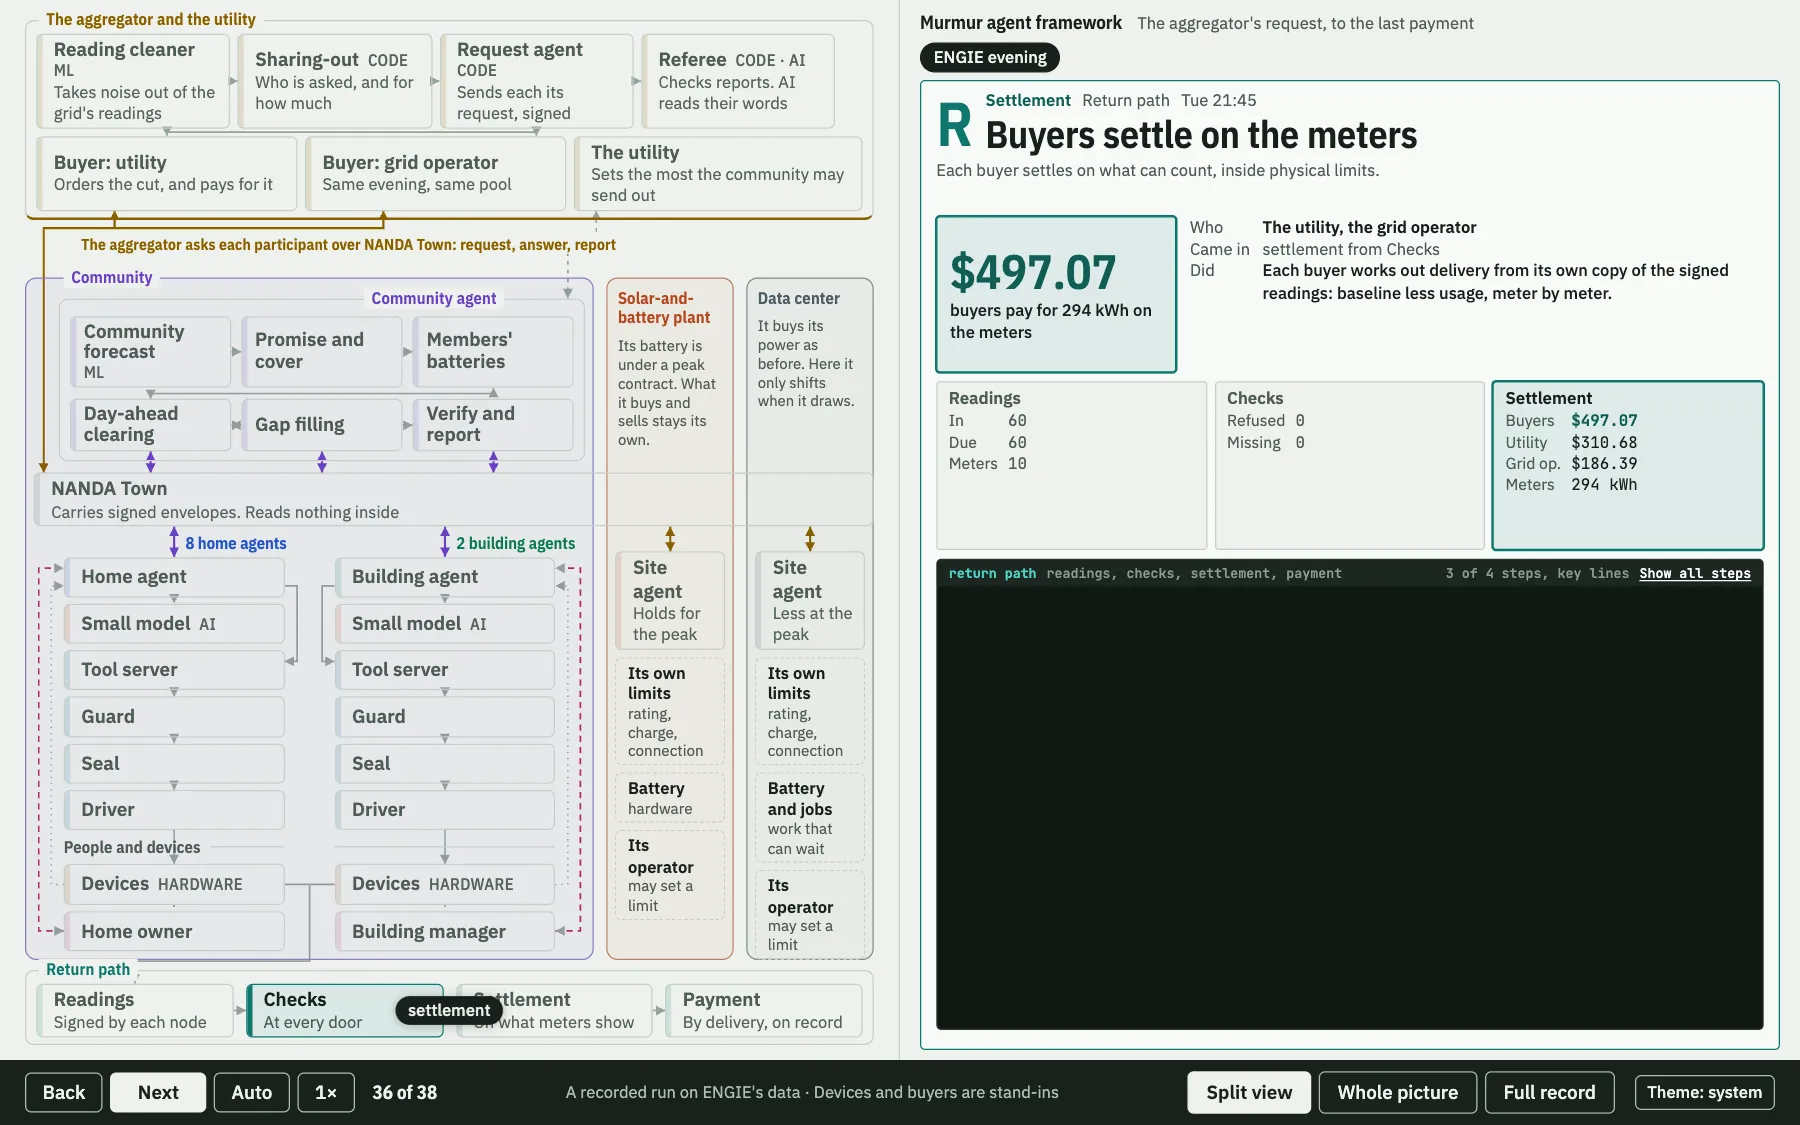 The aggregator and the utility
Reading cleaner
ML
Takes noise out of the
grid's readings
Sharing-out CODE
Who is asked, and for
how much
Request agent
CODE
Sends each its
request, signed
Referee CODE · AI
Checks reports. AI
reads their words
Buyer: utility
Orders the cut, and pays for it
Buyer: grid operator
Same evening, same pool
The utility
Sets the most the community may
send out
The aggregator asks each participant over NANDA Town: request, answer, report
Community
Community agent
Community
forecast
ML
Promise and
cover
Members'
batteries
Day-ahead
clearing
Gap filling
Verify and
report
NANDA Town
Carries signed envelopes. Reads nothing inside
8 home agents
2 building agents
Home agent
Small model AI
Tool server
Guard
Seal
Driver
People and devices
Devices HARDWARE
Home owner
Building agent
Small model AI
Tool server
Guard
Seal
Driver
Devices HARDWARE
Building manager
Solar-and-
battery plant
Its battery is
under a peak
contract. What
it buys and
sells stays its
own.
Site
agent
Holds for
the peak
Its own
limits
rating,
charge,
connection
Battery
hardware
Its
operator
may set a
limit
Data center
It buys its
power as
before. Here it
only shifts
when it draws.
Site
agent
Less at the
peak
Its own
limits
rating,
charge,
connection
Battery
and jobs
work that
can wait
Its
operator
may set a
limit
Return path
Readings
Signed by each node
Checks
At every door
settlement
Settlement
On what meters show
Payment
By delivery, on record
Murmur agent framework The aggregator's request, to the last payment
ENGIE evening
R
Settlement Return path Tue 21:45
Buyers settle on the meters
Each buyer settles on what can count, inside physical limits.
$497.07
buyers pay for 294 kWh on
the meters
Who The utility, the grid operator
Came in settlement from Checks
Did Each buyer works out delivery from its own copy of the signed
readings: baseline less usage, meter by meter.
Readings
In 60
Due 60
Meters 10
Checks
Refused 0
Missing 0
Settlement
Buyers $497.07
Utility $310.68
Grid op. $186.39
Meters 294 kWh
return path readings, checks, settlement, payment 3 of 4 steps, key lines Show all steps
Back Next Auto 1× 36 of 38 A recorded run on ENGIE's data · Devices and buyers are stand-ins Split view Whole picture Full record Theme: system